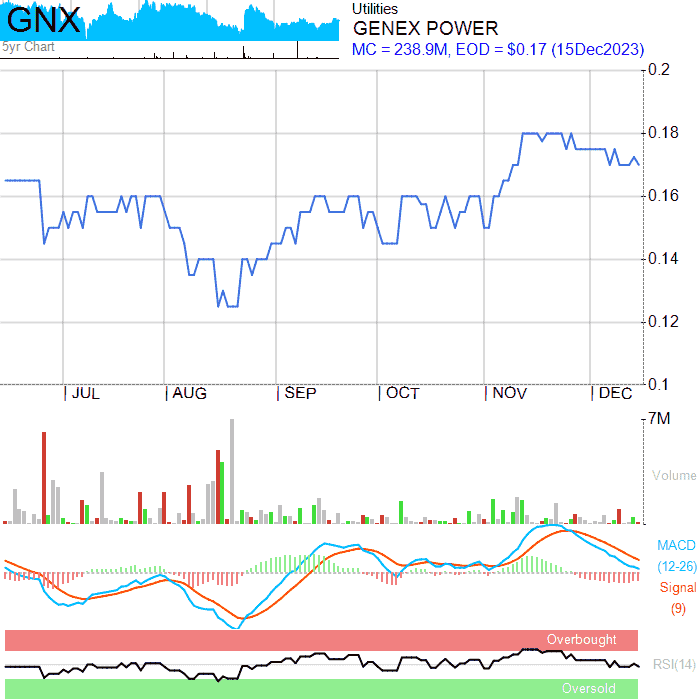 GNX
5yr Chart
Utilities
GENEX POWER
MC = 238.9M, EOD = $0.17 (15Dec2023)
0.2
0.18
0.16
0.14
0.12
0.1
JUL AUG SEP OCT NOV DEC
7M
Volume
MACD
(12-26)
Signal
(9)
Overbought
RSI(14)
Oversold